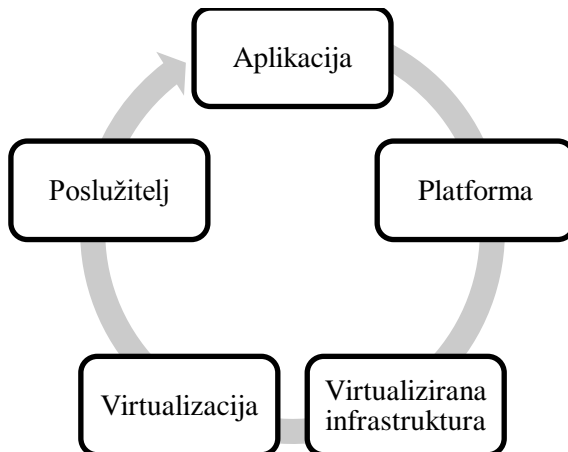 Aplikacija
Platforma
Virtualizirana
infrastruktura
Virtualizacija
Poslužitelj